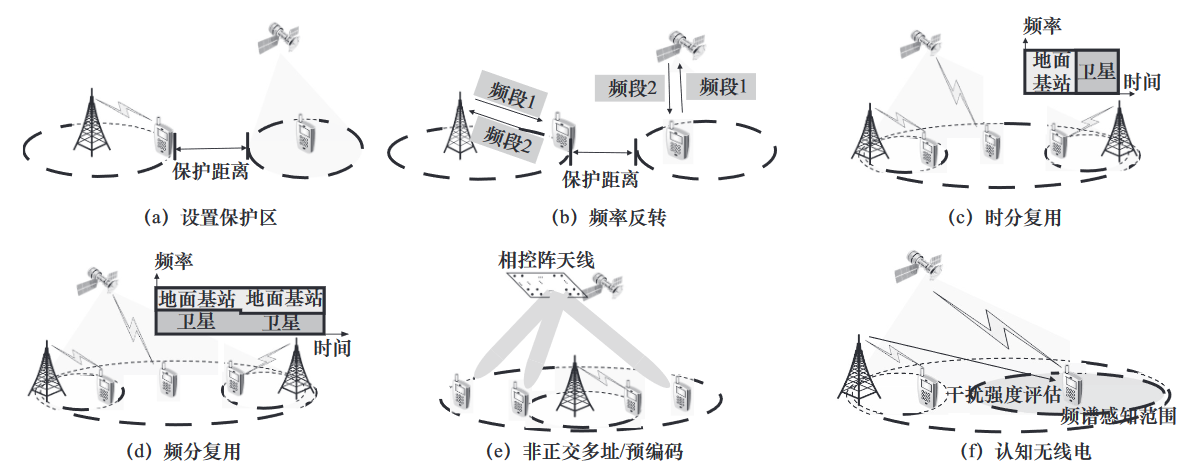 保护距离
(a) 设置保护区
频段1
频段2
频段2
频段1
保护距离
(b) 频率反转
频率
地面
基站
卫星
时间
(c) 时分复用
频率
地面基站
地面基站
卫星
卫星
时间
(d) 频分复用
相控阵天线
(e) 非正交多址/预编码
干扰强度评估
频谱感知范围
(f) 认知无线电